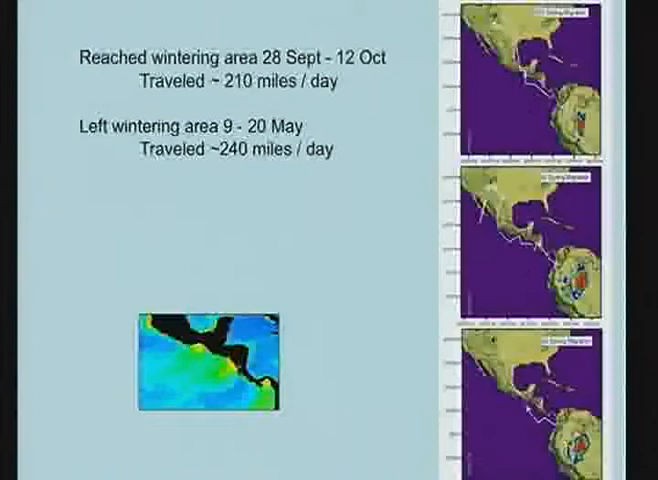 Reached wintering area 28 Sept - 12 Oct
Traveled ~ 210 miles / day
Left wintering area 9 - 20 May
Traveled ~240 miles / day